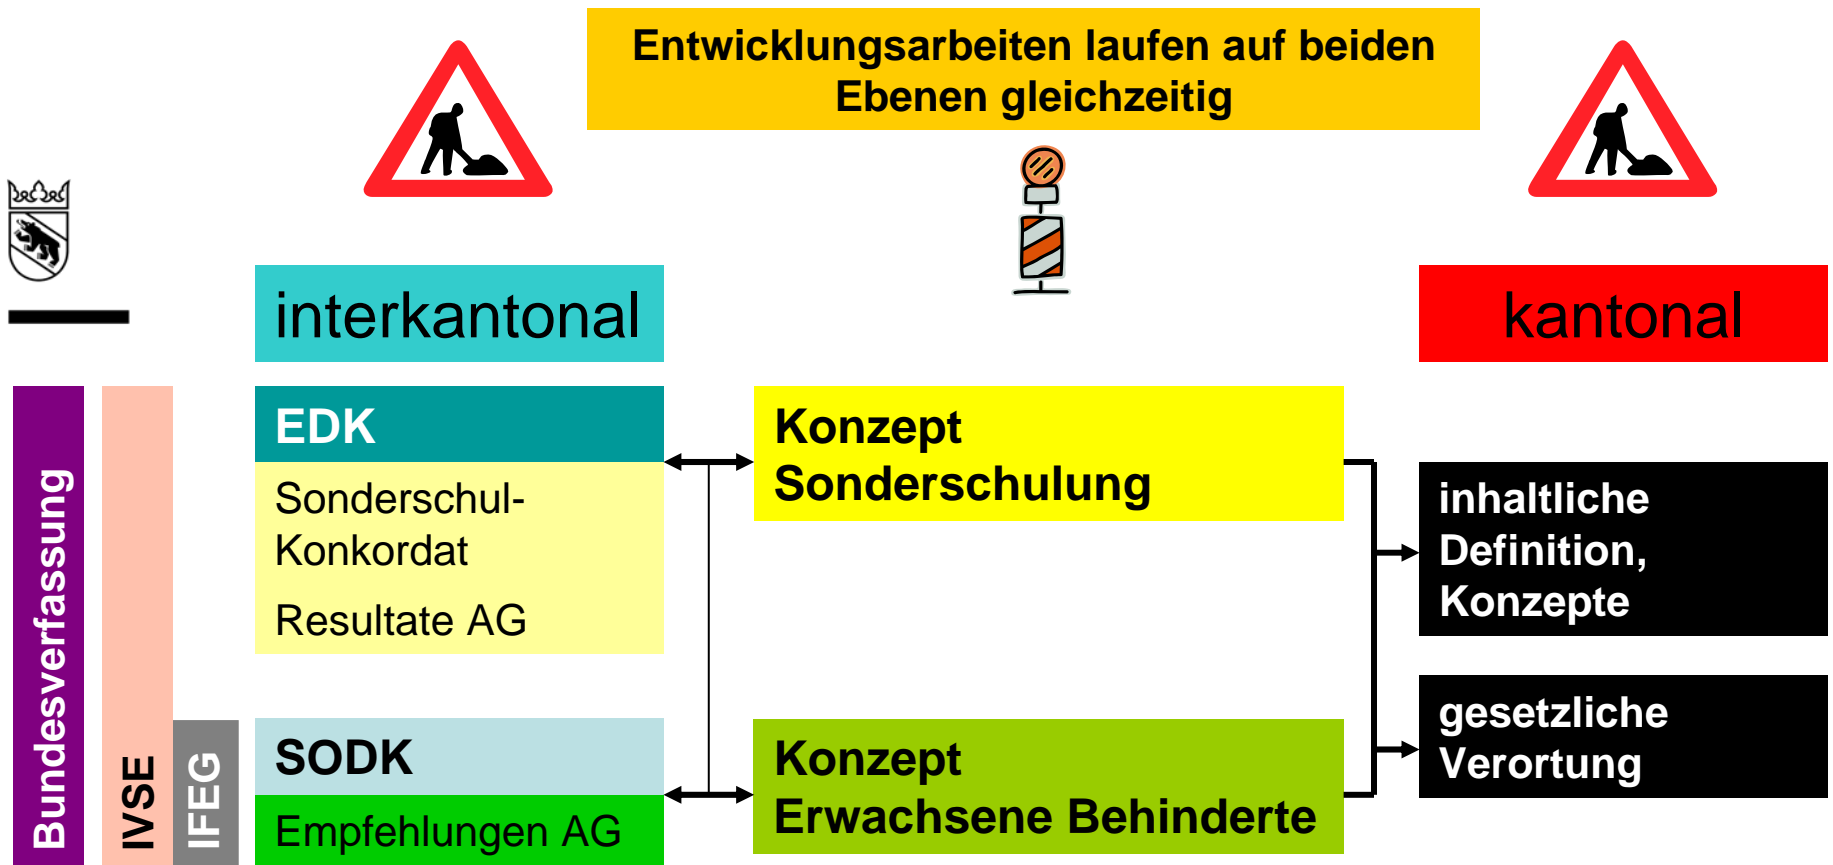 Entwicklungsarbeiten laufen auf beiden
Ebenen gleichzeitig
interkantonal
kantonal
Bundesverfassung
IVSE
IFEG
EDK
Sonderschul-
Konkordat
Resultate AG
SODK
Empfehlungen AG
Konzept
Sonderschulung
Konzept
Erwachsene Behinderte
inhaltliche
Definition,
Konzepte
gesetzliche
Verortung